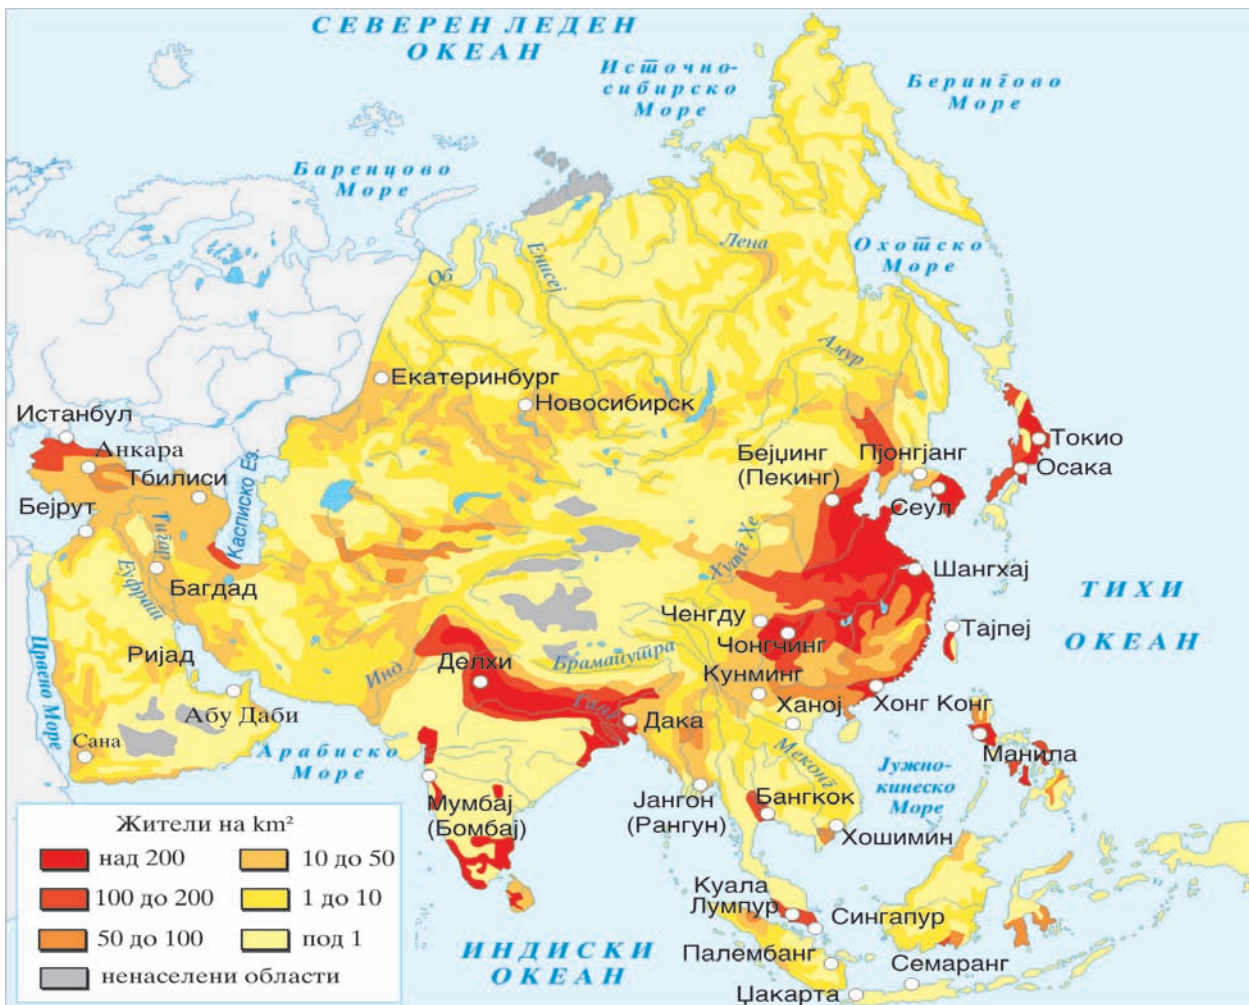 СЕВЕРЕН ЛЕДЕН
ОКЕАН
Источно-
сибирско
Море
Берингово
Море
Баренцово
Море
Охотско
Море
Об
Енисеј
Лена
Амур
Екатеринбург
Новосибирск
Истанбул
Анкара
Тбилиси
Бејрут
Касписко Ез.
Тигар
Еуфрат
Багдад
Бејџинг
(Пекинг)
Пјонгјанг
Сеул
Токио
Осака
Хуанг Хе
Шангхај
Ченгду
Чонгчинг
Тајпеј
ТИХИ
ОКЕАН
Црвено Море
Ријад
Абу Даби
Сана
Инд
Делхи
Брамапутра
Ганг
Дака
Кунминг
Ханој
Хонг Конг
Арабиско
Море
Мумбај
(Бомбај)
Јангон
(Рангун)
Меконг
Бангкок
Хошимин
Јужно-
кинеско
Море
Манила
Куала
Лумпур
Сингапур
Палембанг
Семаранг
Џакарта
ИНДИСКИ
ОКЕАН
Жители на km²
над 200
10 до 50
100 до 200
1 до 10
50 до 100
под 1
ненаселени области